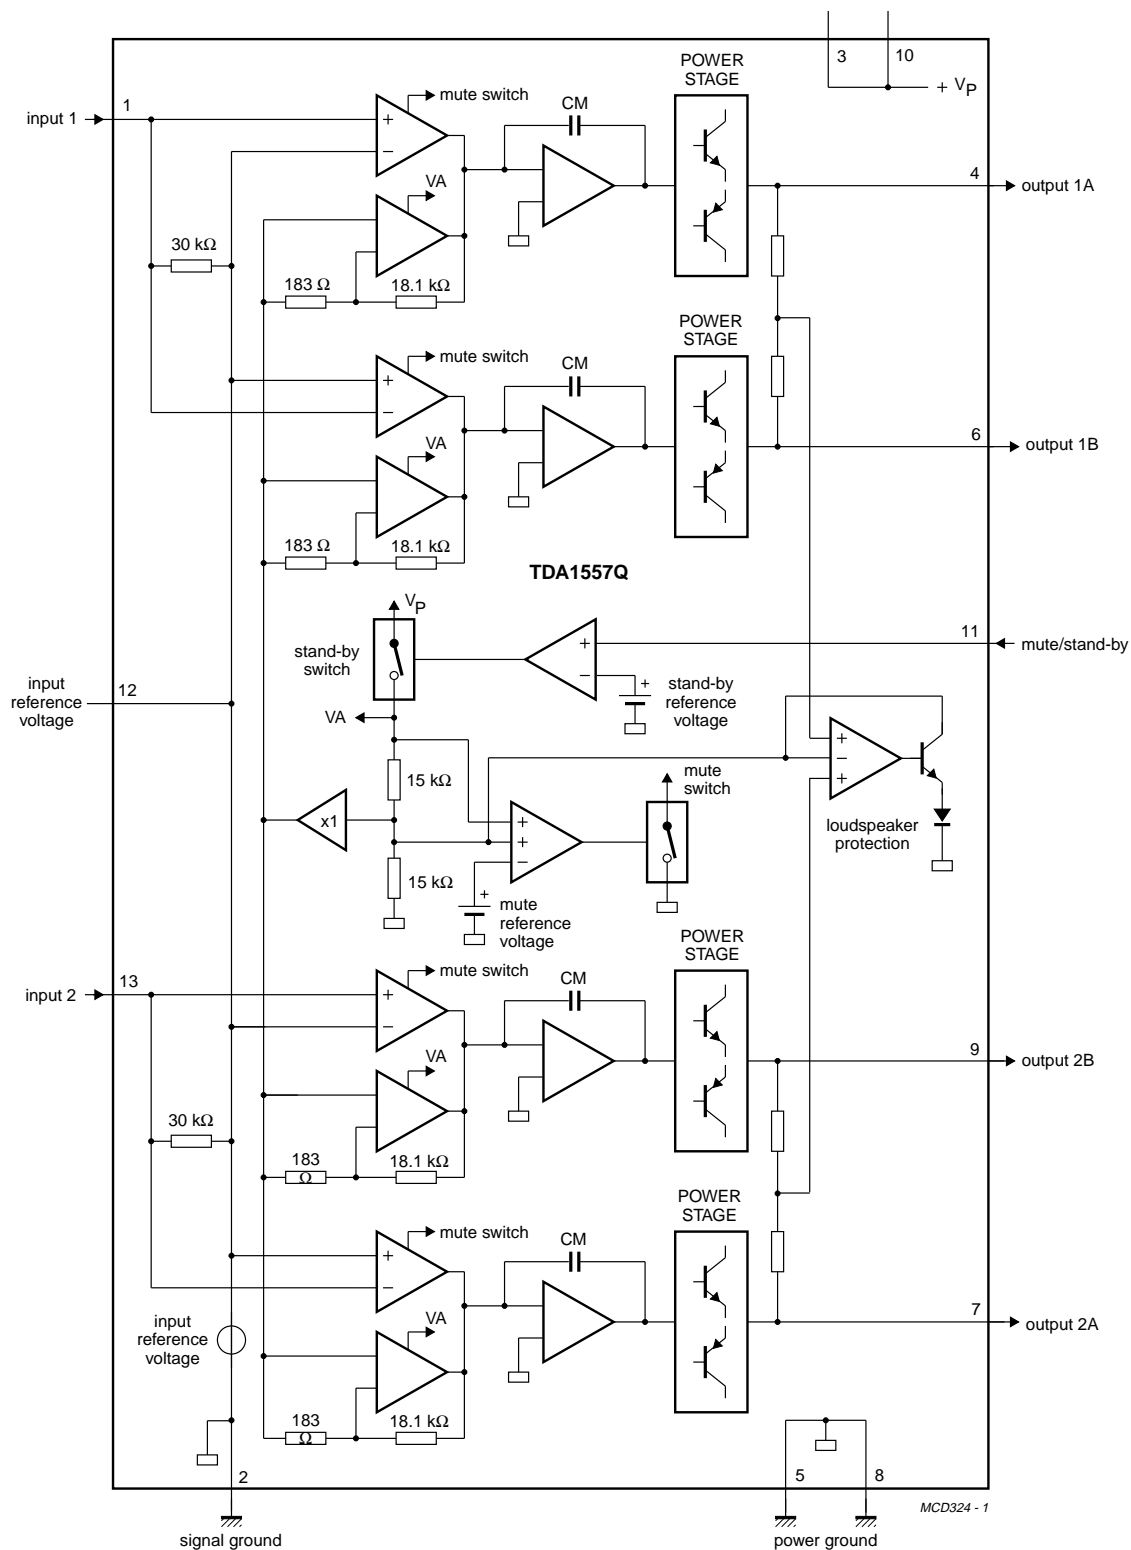 3
10
+ VP
POWER
STAGE
mute switch
CM
input 1
1
+
−
VA
4
output 1A
30 kΩ
183 Ω
18.1 kΩ
POWER
STAGE
mute switch
CM
+
−
VA
6
output 1B
183 Ω
18.1 kΩ
TDA1557Q
VP
stand-by
switch
+
−
11
mute/stand-by
+
stand-by
reference
voltage
input
reference
voltage
12
VA
15 kΩ
mute
switch
+
−
+
x1
+
+
−
loudspeaker
protection
15 kΩ
+
mute
reference
voltage
POWER
STAGE
mute switch
CM
input 2
13
+
−
VA
9
output 2B
30 kΩ
183
Ω
18.1 kΩ
POWER
STAGE
mute switch
CM
+
−
VA
7
output 2A
input
reference
voltage
183
Ω
18.1 kΩ
2
5
8
MCD324 - 1
signal ground
power ground